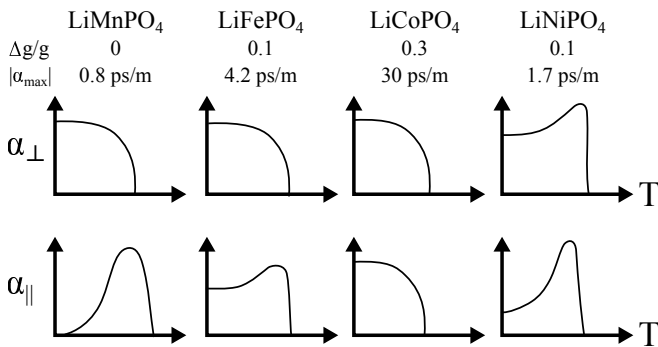 LiMnPO₄ LiFePO₄ LiCoPO₄ LiNiPO₄
Δg/g 0 0.1 0.3 0.1
|αmax| 0.8 ps/m 4.2 ps/m 30 ps/m 1.7 ps/m
α⊥
T
α||
T